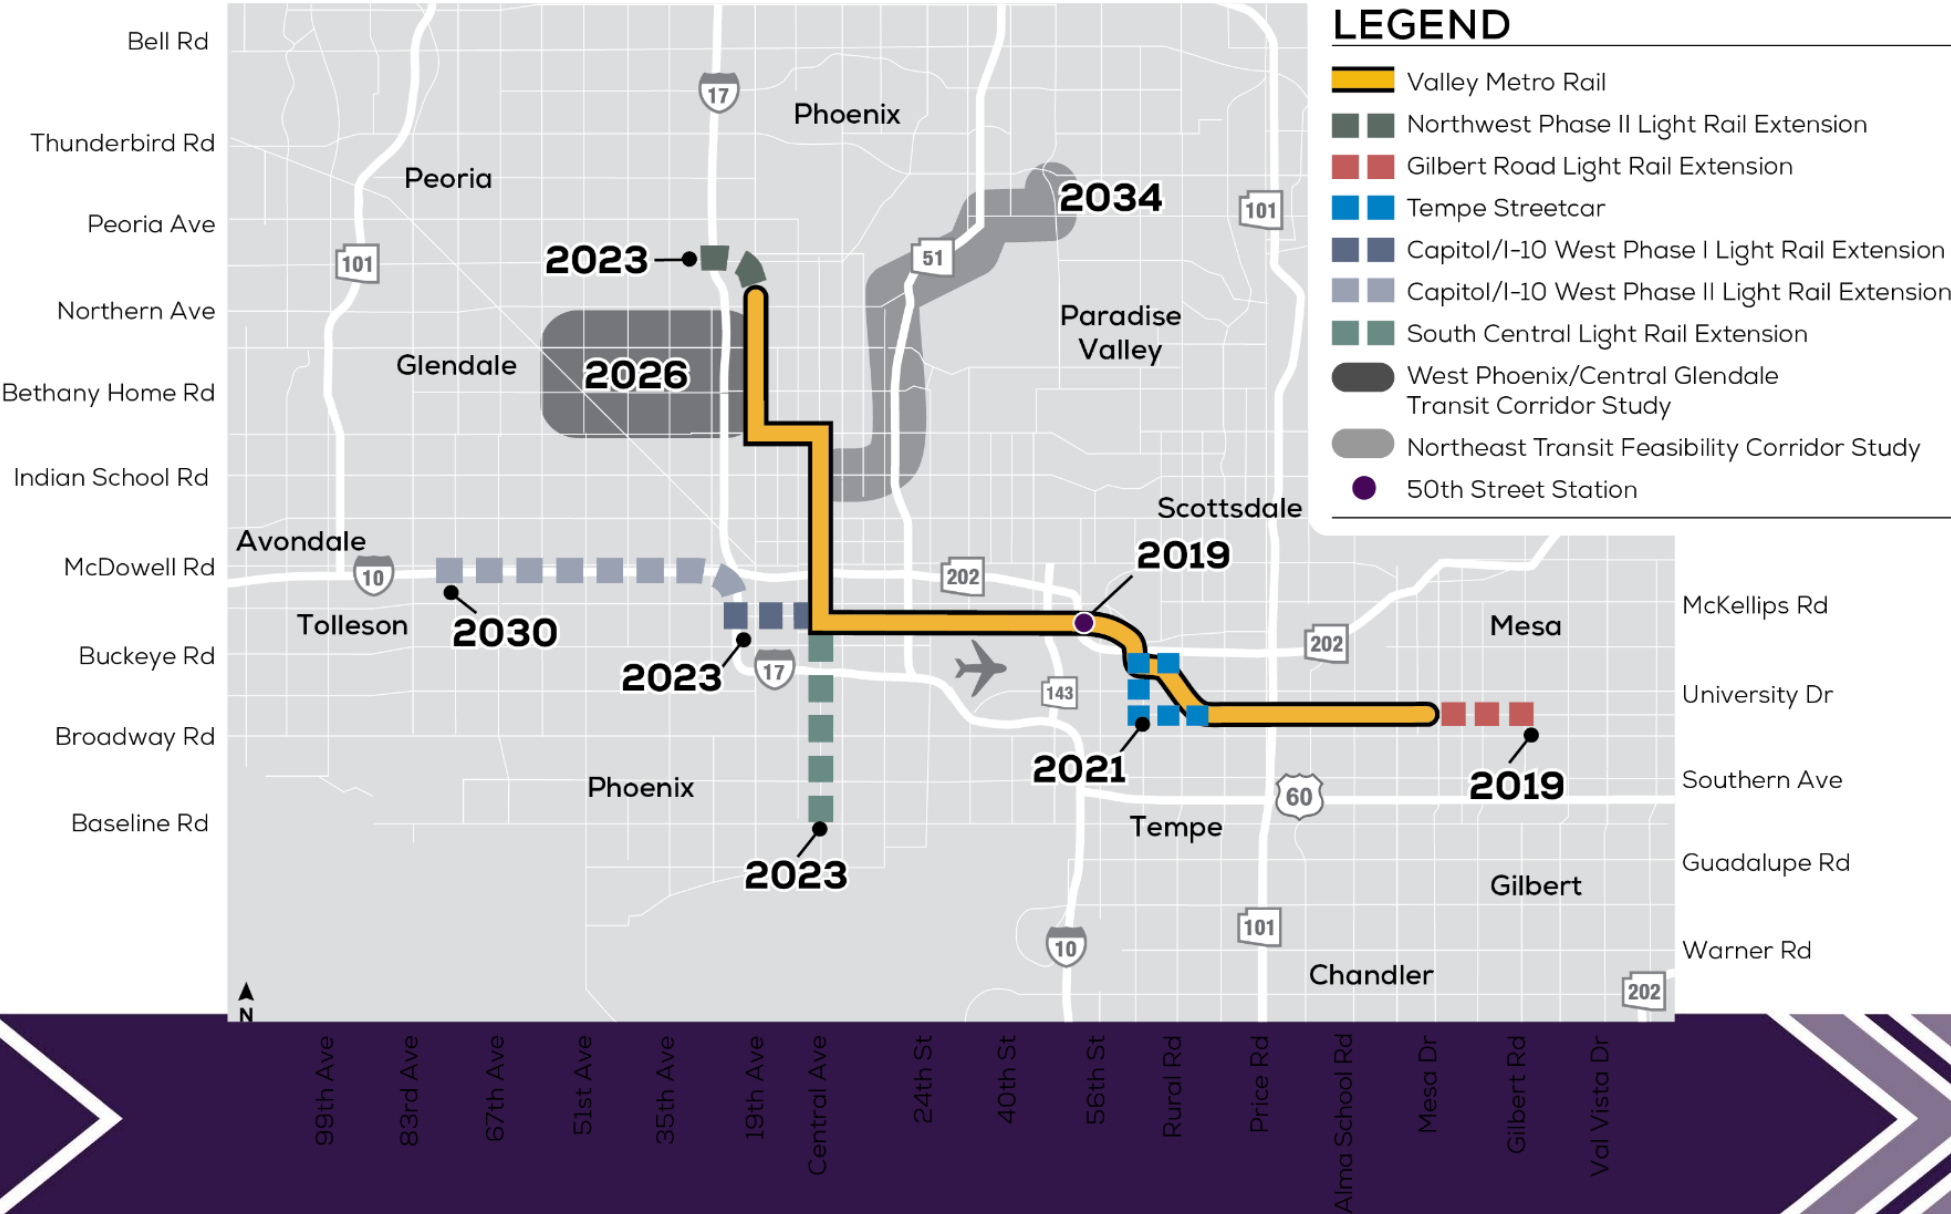 LEGEND
Valley Metro Rail
Northwest Phase II Light Rail Extension
Gilbert Road Light Rail Extension
Tempe Streetcar
Capitol/I-10 West Phase I Light Rail Extension
Capitol/I-10 West Phase II Light Rail Extension
South Central Light Rail Extension
West Phoenix/Central Glendale
Transit Corridor Study
Northeast Transit Feasibility Corridor Study
50th Street Station
Bell Rd
Thunderbird Rd
Peoria Ave
Northern Ave
Bethany Home Rd
Indian School Rd
McDowell Rd
Buckeye Rd
Broadway Rd
Baseline Rd
17
Phoenix
Peoria
2034
101
101
2023
51
Glendale
2026
Paradise
Valley
Scottsdale
Avondale
10
202
2019
Tolleson
2030
2023
17
143
202
Mesa
2021
2019
Phoenix
60
Tempe
2023
Gilbert
101
10
Chandler
202
N
McKellips Rd
University Dr
Southern Ave
Guadalupe Rd
Warner Rd
99th Ave
83rd Ave
67th Ave
51st Ave
35th Ave
19th Ave
Central Ave
24th St
40th St
56th St
Rural Rd
Price Rd
Alma School Rd
Mesa Dr
Gilbert Rd
Val Vista Dr